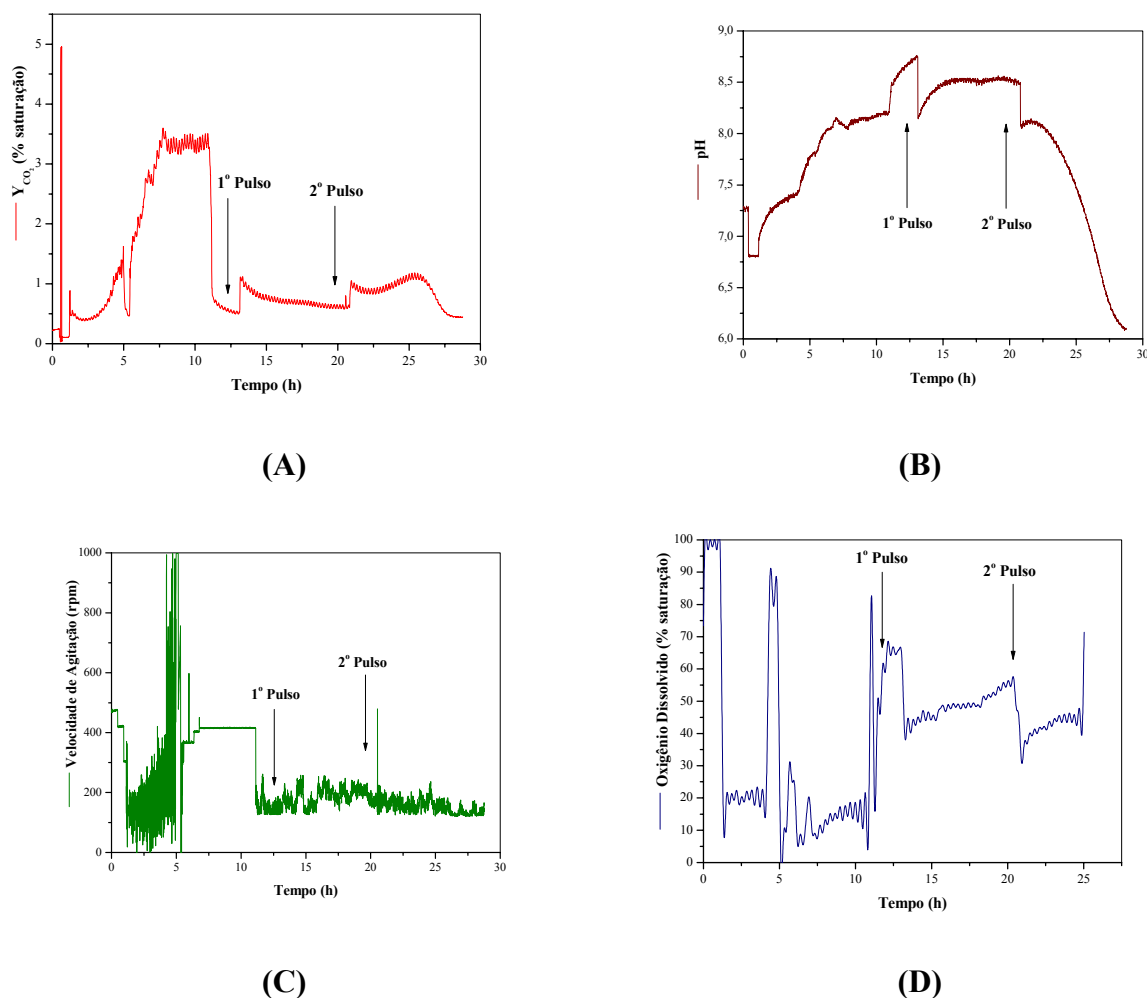 5
4
3
2
1
0
0 5 10 15 20 25 30
Y CO2 (% saturação)
1º Pulso
2º Pulso
Tempo (h)
(A)
9,0
8,5
8,0
7,5
7,0
6,5
6,0
0 5 10 15 20 25 30
pH
1º Pulso
2º Pulso
Tempo (h)
(B)
1000
800
600
400
200
0
0 5 10 15 20 25 30
Velocidade de Agitação (rpm)
1º Pulso
2º Pulso
Tempo (h)
(C)
100
90
80
70
60
50
40
30
20
10
0
0 5 10 15 20 25
Oxigênio Dissolvido (% saturação)
1º Pulso
2º Pulso
Tempo (h)
(D)